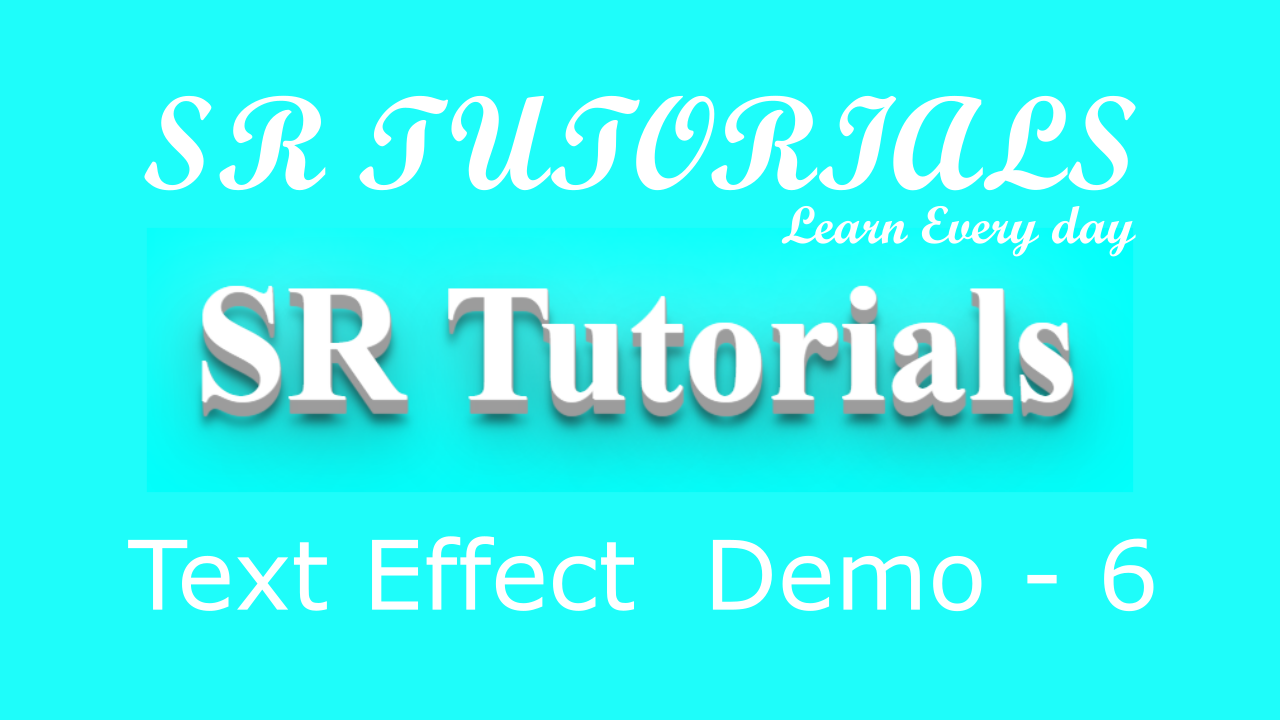 SR TUTORIALS
Learn Every day
SR Tutorials
Text Effect Demo - 6